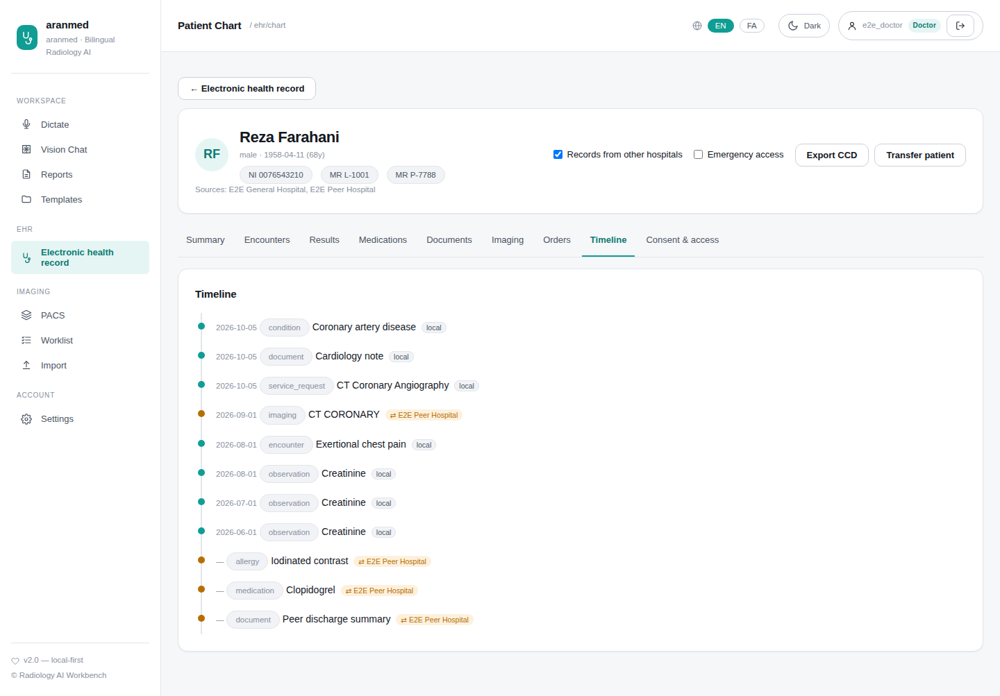 aranmed
aranmed · Bilingual
Radiology AI
Patient Chart / ehr/chart
EN FA Dark e2e_doctor Doctor
WORKSPACE
Dictate
Vision Chat
Reports
Templates
EHR
Electronic health
record
IMAGING
PACS
Worklist
Import
ACCOUNT
Settings
v2.0 — local-first
© Radiology AI Workbench
← Electronic health record
RF
Reza Farahani
male · 1958-04-11 (68y)
NI 0076543210 MR L-1001 MR P-7788
Sources: E2E General Hospital, E2E Peer Hospital
Records from other hospitals Emergency access Export CCD Transfer patient
Summary Encounters Results Medications Documents Imaging Orders Timeline Consent & access
Timeline
2026-10-05 condition Coronary artery disease local
2026-10-05 document Cardiology note local
2026-10-05 service_request CT Coronary Angiography local
2026-09-01 imaging CT CORONARY ⇄ E2E Peer Hospital
2026-08-01 encounter Exertional chest pain local
2026-08-01 observation Creatinine local
2026-07-01 observation Creatinine local
2026-06-01 observation Creatinine local
— allergy Iodinated contrast ⇄ E2E Peer Hospital
— medication Clopidogrel ⇄ E2E Peer Hospital
— document Peer discharge summary ⇄ E2E Peer Hospital